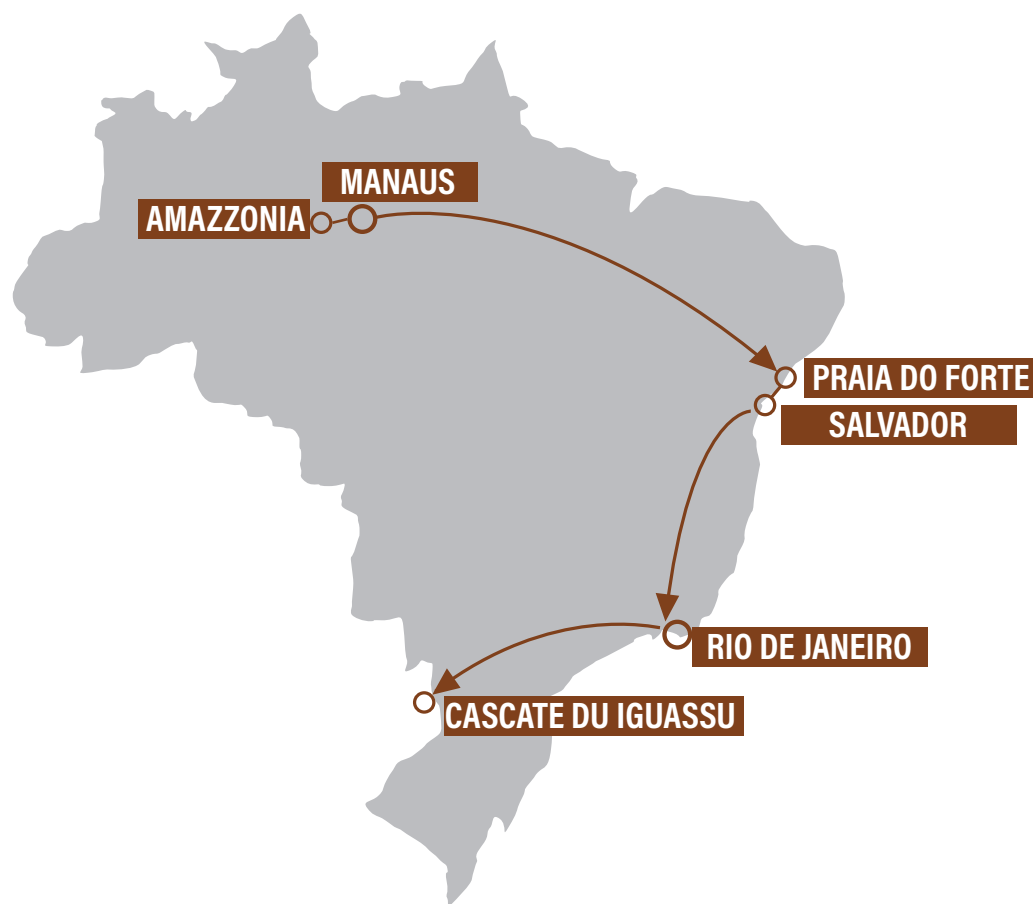 MANAUS
AMAZZONIA
PRAIA DO FORTE
SALVADOR
RIO DE JANEIRO
CASCATE DU IGUASSU